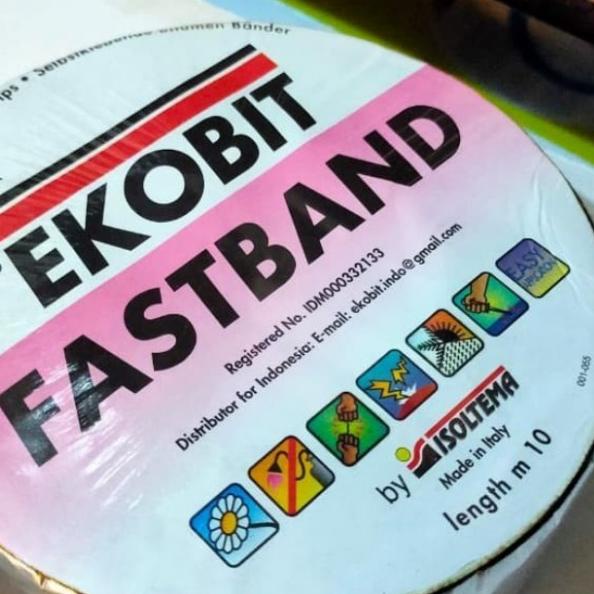 • Selbstklebende Bitumen Bänder
EKOBIT
FASTBAND
Registered No. IDM000332133
Distributor for Indonesia: E-mail: ekobit.indo@gmail.com
EASY
by ISOLTEMA
Made in Italy
length m 10
001-055